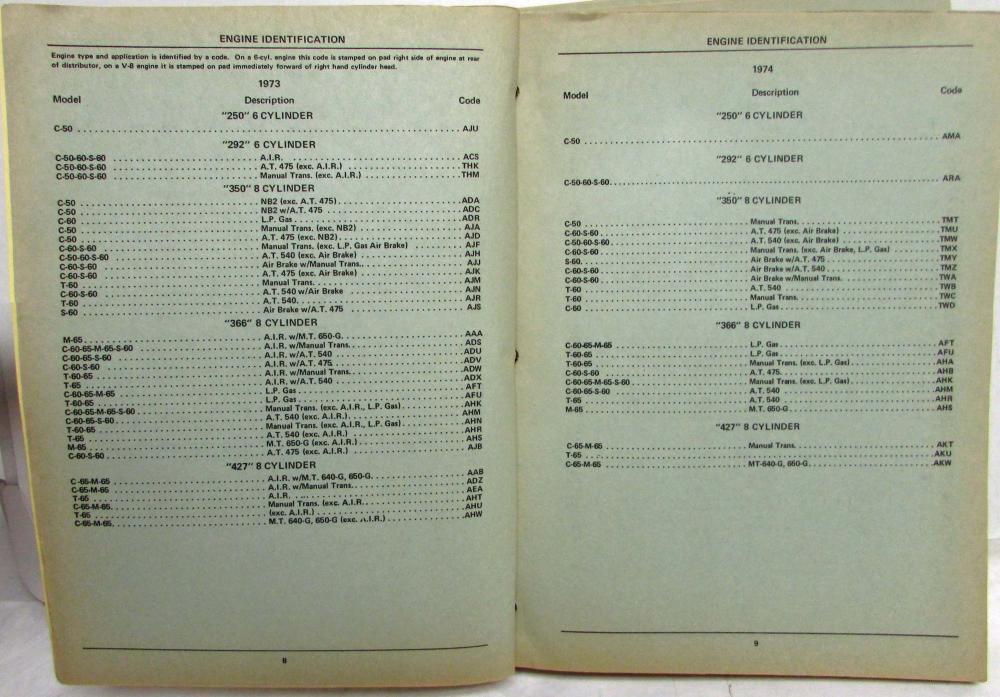 ENGINE IDENTIFICATION
Engine type and application is identified by a code. On a 6-cyl. engine this code is stamped on pad right side of engine at rear
of distributor, on a V-8 engine it is stamped on pad immediately forward of right hand cylinder head.
1973
Model Description Code
"250" 6 CYLINDER
C-50 ... AJU
"292" 6 CYLINDER
C-50-60-S-60 ... A.I.R. ... ACS
C-50-60-S-60 ... A.T. 475 (exc. A.I.R.) ... THK
C-50-60-S-60 ... Manual Trans. (exc. A.I.R.) ... THM
"350" 8 CYLINDER
C-50 ... NB2 (exc. A.T. 475) ... ADA
C-50 ... NB2 w/A.T. 475 ... ADC
C-60 ... L.P. Gas ... ADR
C-50 ... Manual Trans. (exc. NB2) ... AJA
C-50 ... A.T. 475 (exc. NB2) ... AJD
C-60-S-60 ... Manual Trans. (exc. L.P. Gas Air Brake) ... AJF
C-50-60-S-60 ... A.T. 540 (exc. Air Brake) ... AJH
C-60-S-60 ... Air Brake w/Manual Trans. ... AJJ
C-60-S-60 ... A.T. 475 (exc. Air Brake) ... AJK
T-60 ... Manual Trans. ... AJM
C-60-S-60 ... A.T. 540 w/Air Brake ... AJN
T-60 ... A.T. 540 ... AJR
S-60 ... Air Brake w/A.T. 475 ... AJS
"366" 8 CYLINDER
M-65 ... A.I.R. w/M.T. 650-G ... AAA
C-60-65-M-65-S-60 ... A.I.R. w/Manual Trans. ... ADS
C-60-65-S-60 ... A.I.R. w/A.T. 540 ... ADU
C-60-S-60 ... A.I.R. w/A.T. 475 ... ADV
T-60-65 ... A.I.R. w/Manual Trans. ... ADW
T-65 ... A.I.R. w/A.T. 540 ... ADX
C-60-65-M-65 ... L.P. Gas ... AFT
T-60-65 ... L.P. Gas ... AFU
C-60-65-M-65-S-60 ... Manual Trans. (exc. A.I.R., L.P. Gas) ... AHK
C-60-65-S-60 ... A.T. 540 (exc. A.I.R.) ... AHM
T-60-65 ... Manual Trans. (exc. A.I.R., L.P. Gas) ... AHN
T-65 ... A.T. 540 (exc. A.I.R.) ... AHR
M-65 ... M.T. 650-G (exc. A.I.R.) ... AHS
C-60-S-60 ... A.T. 475 (exc. A.I.R.) ... AJB
"427" 8 CYLINDER
C-65-M-65 ... A.I.R. w/M.T. 640-G, 650-G ... AAB
C-65-M-65 ... A.I.R. w/Manual Trans. ... ADZ
T-65 ... A.I.R. ... AEA
C-65-M-65 ... Manual Trans. (exc. A.I.R. ... AHT
T-65 ... (exc. A.I.R.) ... AHU
C-65-M-65 ... M.T. 640-G, 650-G (exc. A.I.R.) ... AHW
8
ENGINE IDENTIFICATION
1974
Model Description Code
"250" 6 CYLINDER
C-50 ... AMA
"292" 6 CYLINDER
C-50-60-S-60 ... ARA
"350" 8 CYLINDER
C-50 ... Manual Trans. ... TMT
C-60-S-60 ... A.T. 475 (exc. Air Brake) ... TMU
C-50-60-S-60 ... A.T. 540 (exc. Air Brake) ... TMW
C-60-S-60 ... Manual Trans. (exc. Air Brake, L.P. Gas) ... TMX
S-60 ... Air Brake w/A.T. 475 ... TMY
C-60-S-60 ... Air Brake w/A.T. 540 ... TMZ
C-60-S-60 ... Air Brake w/Manual Trans. ... TWA
T-60 ... A.T. 540 ... TWB
T-60 ... Manual Trans. ... TWC
C-60 ... L.P. Gas ... TWD
"366" 8 CYLINDER
C-60-65-M-65 ... L.P. Gas ... AFT
T-60-65 ... L.P. Gas ... AFU
T-60-65 ... Manual Trans. (exc. L.P. Gas) ... AHA
C-60-S-60 ... A.T. 475 ... AHB
C-60-65-M-65-S-60 ... Manual Trans. (exc. L.P. Gas) ... AHK
C-60-65-S-60 ... A.T. 540 ... AHM
T-65 ... A.T. 540 ... AHR
M-65 ... M.T. 650-G ... AHS
"427" 8 CYLINDER
C-65-M-65 ... Manual Trans. ... AKT
T-65 ... AKU
C-65-M-65 ... MT-640-G, 650-G ... AKW
9